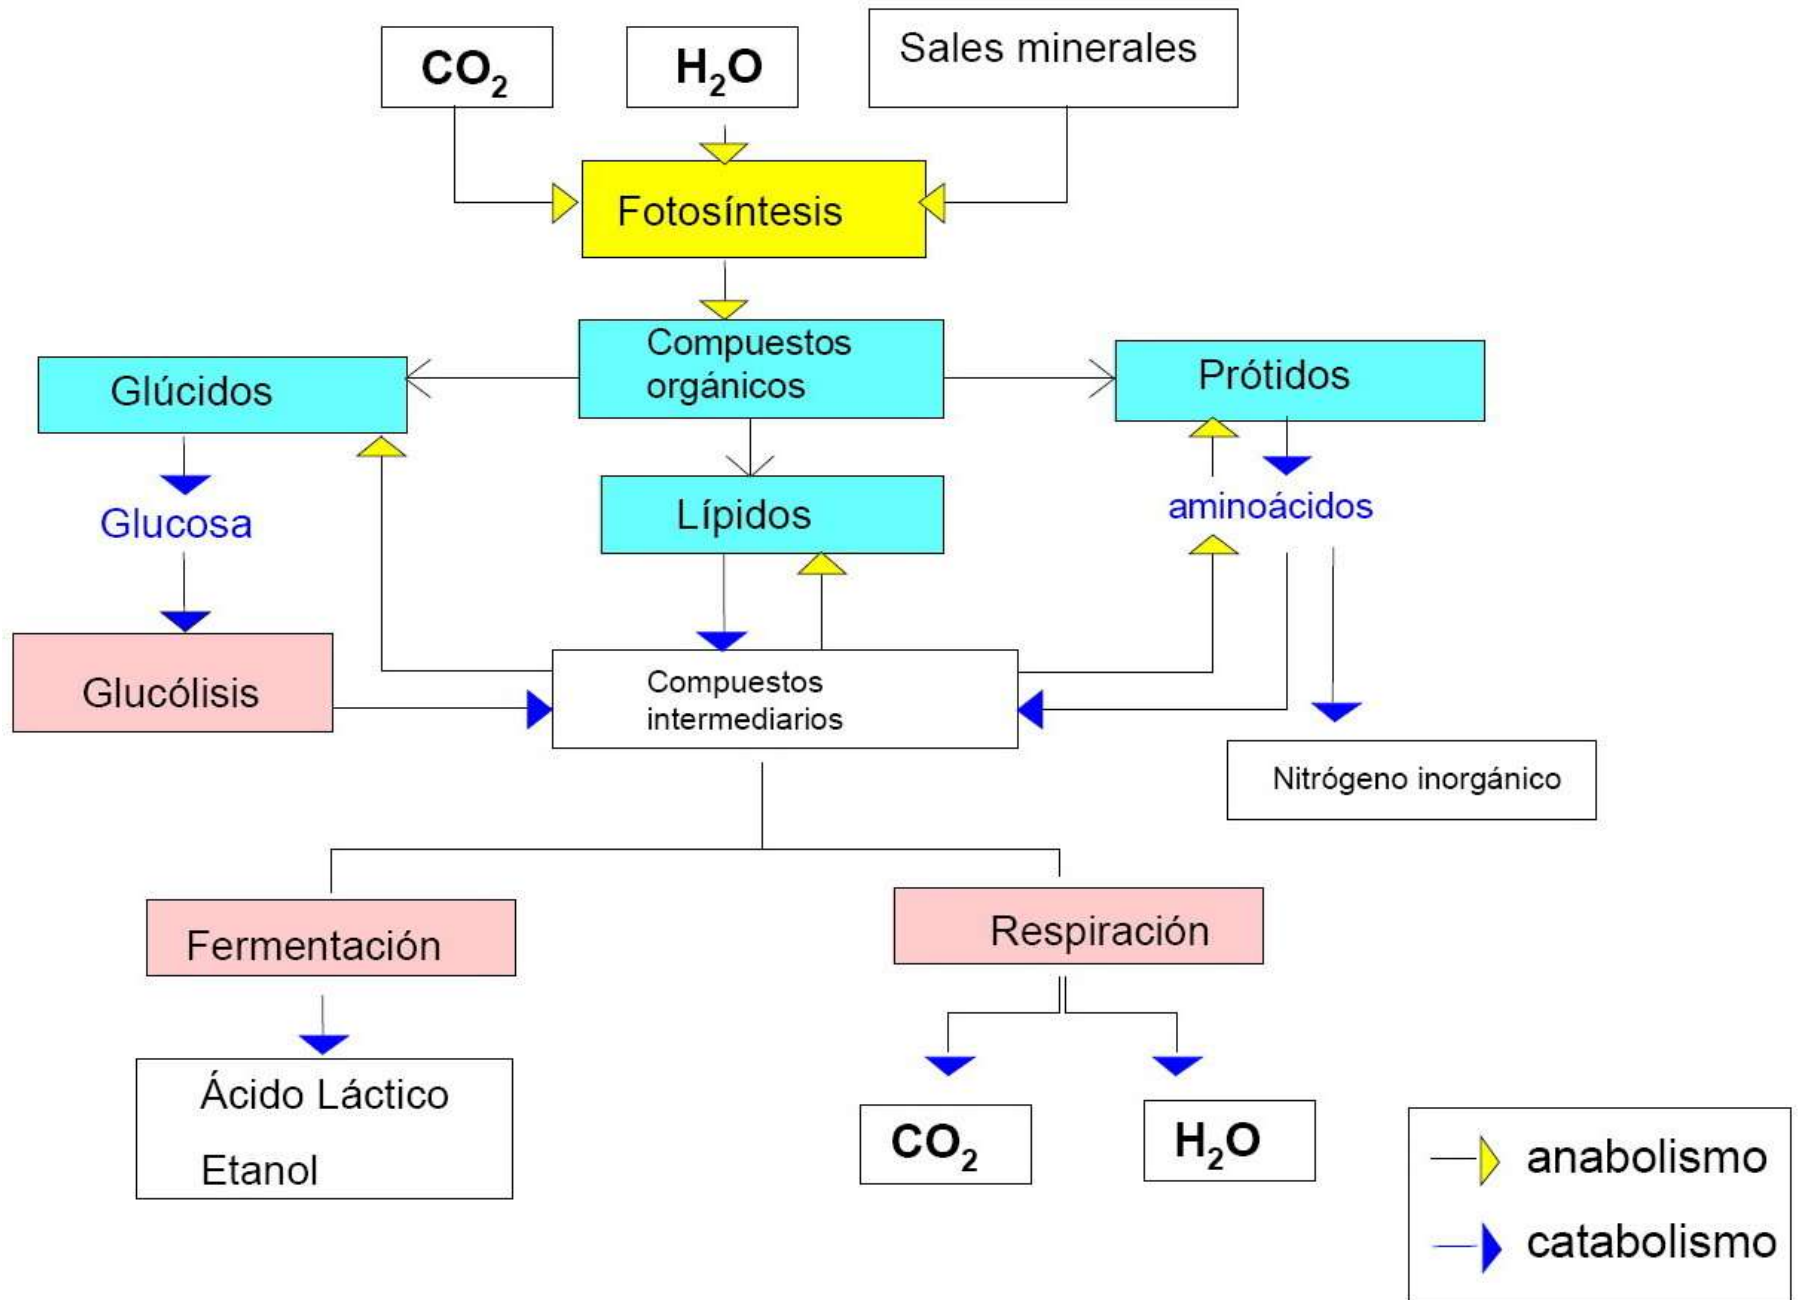 CO₂
H₂O
Sales minerales
Fotosíntesis
Compuestos
orgánicos
Glúcidos
Prótidos
Lípidos
aminoácidos
Glucosa
Glucólisis
Compuestos
intermediarios
Nitrógeno inorgánico
Fermentación
Respiración
Ácido Láctico
Etanol
CO₂
H₂O
anabolismo
catabolismo